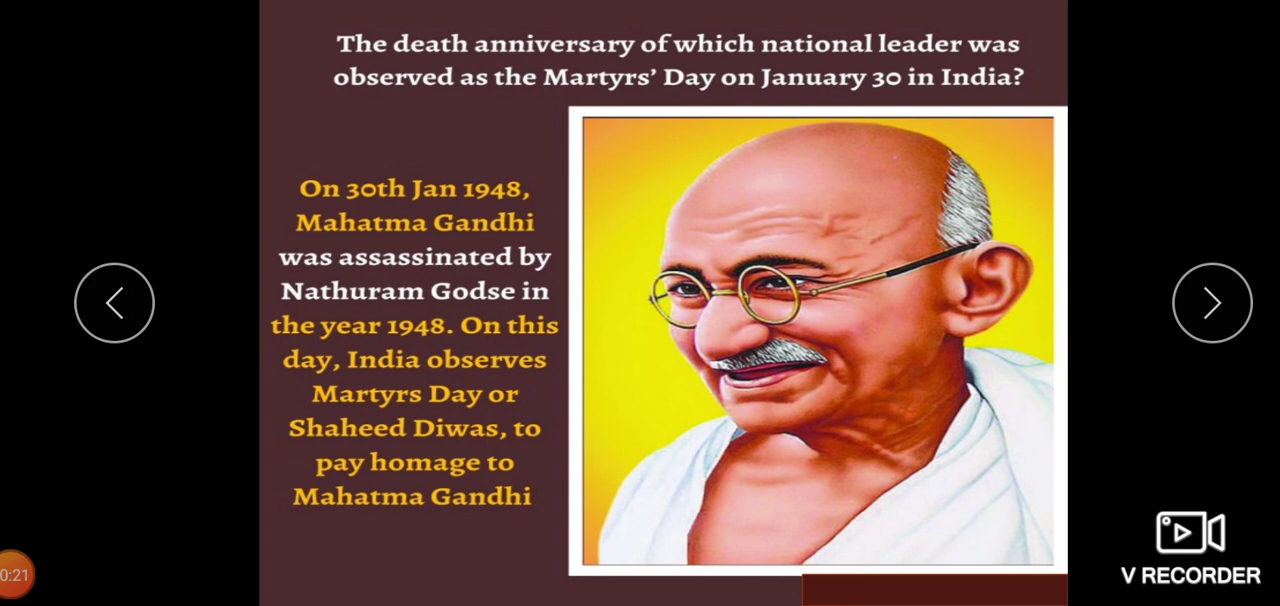 The death anniversary of which national leader was
observed as the Martyrs' Day on January 30 in India?
On 30th Jan 1948,
Mahatma Gandhi
was assassinated by
Nathuram Godse in
the year 1948. On this
day, India observes
Martyrs Day or
Shaheed Diwas, to
pay homage to
Mahatma Gandhi
0:21
V RECORDER